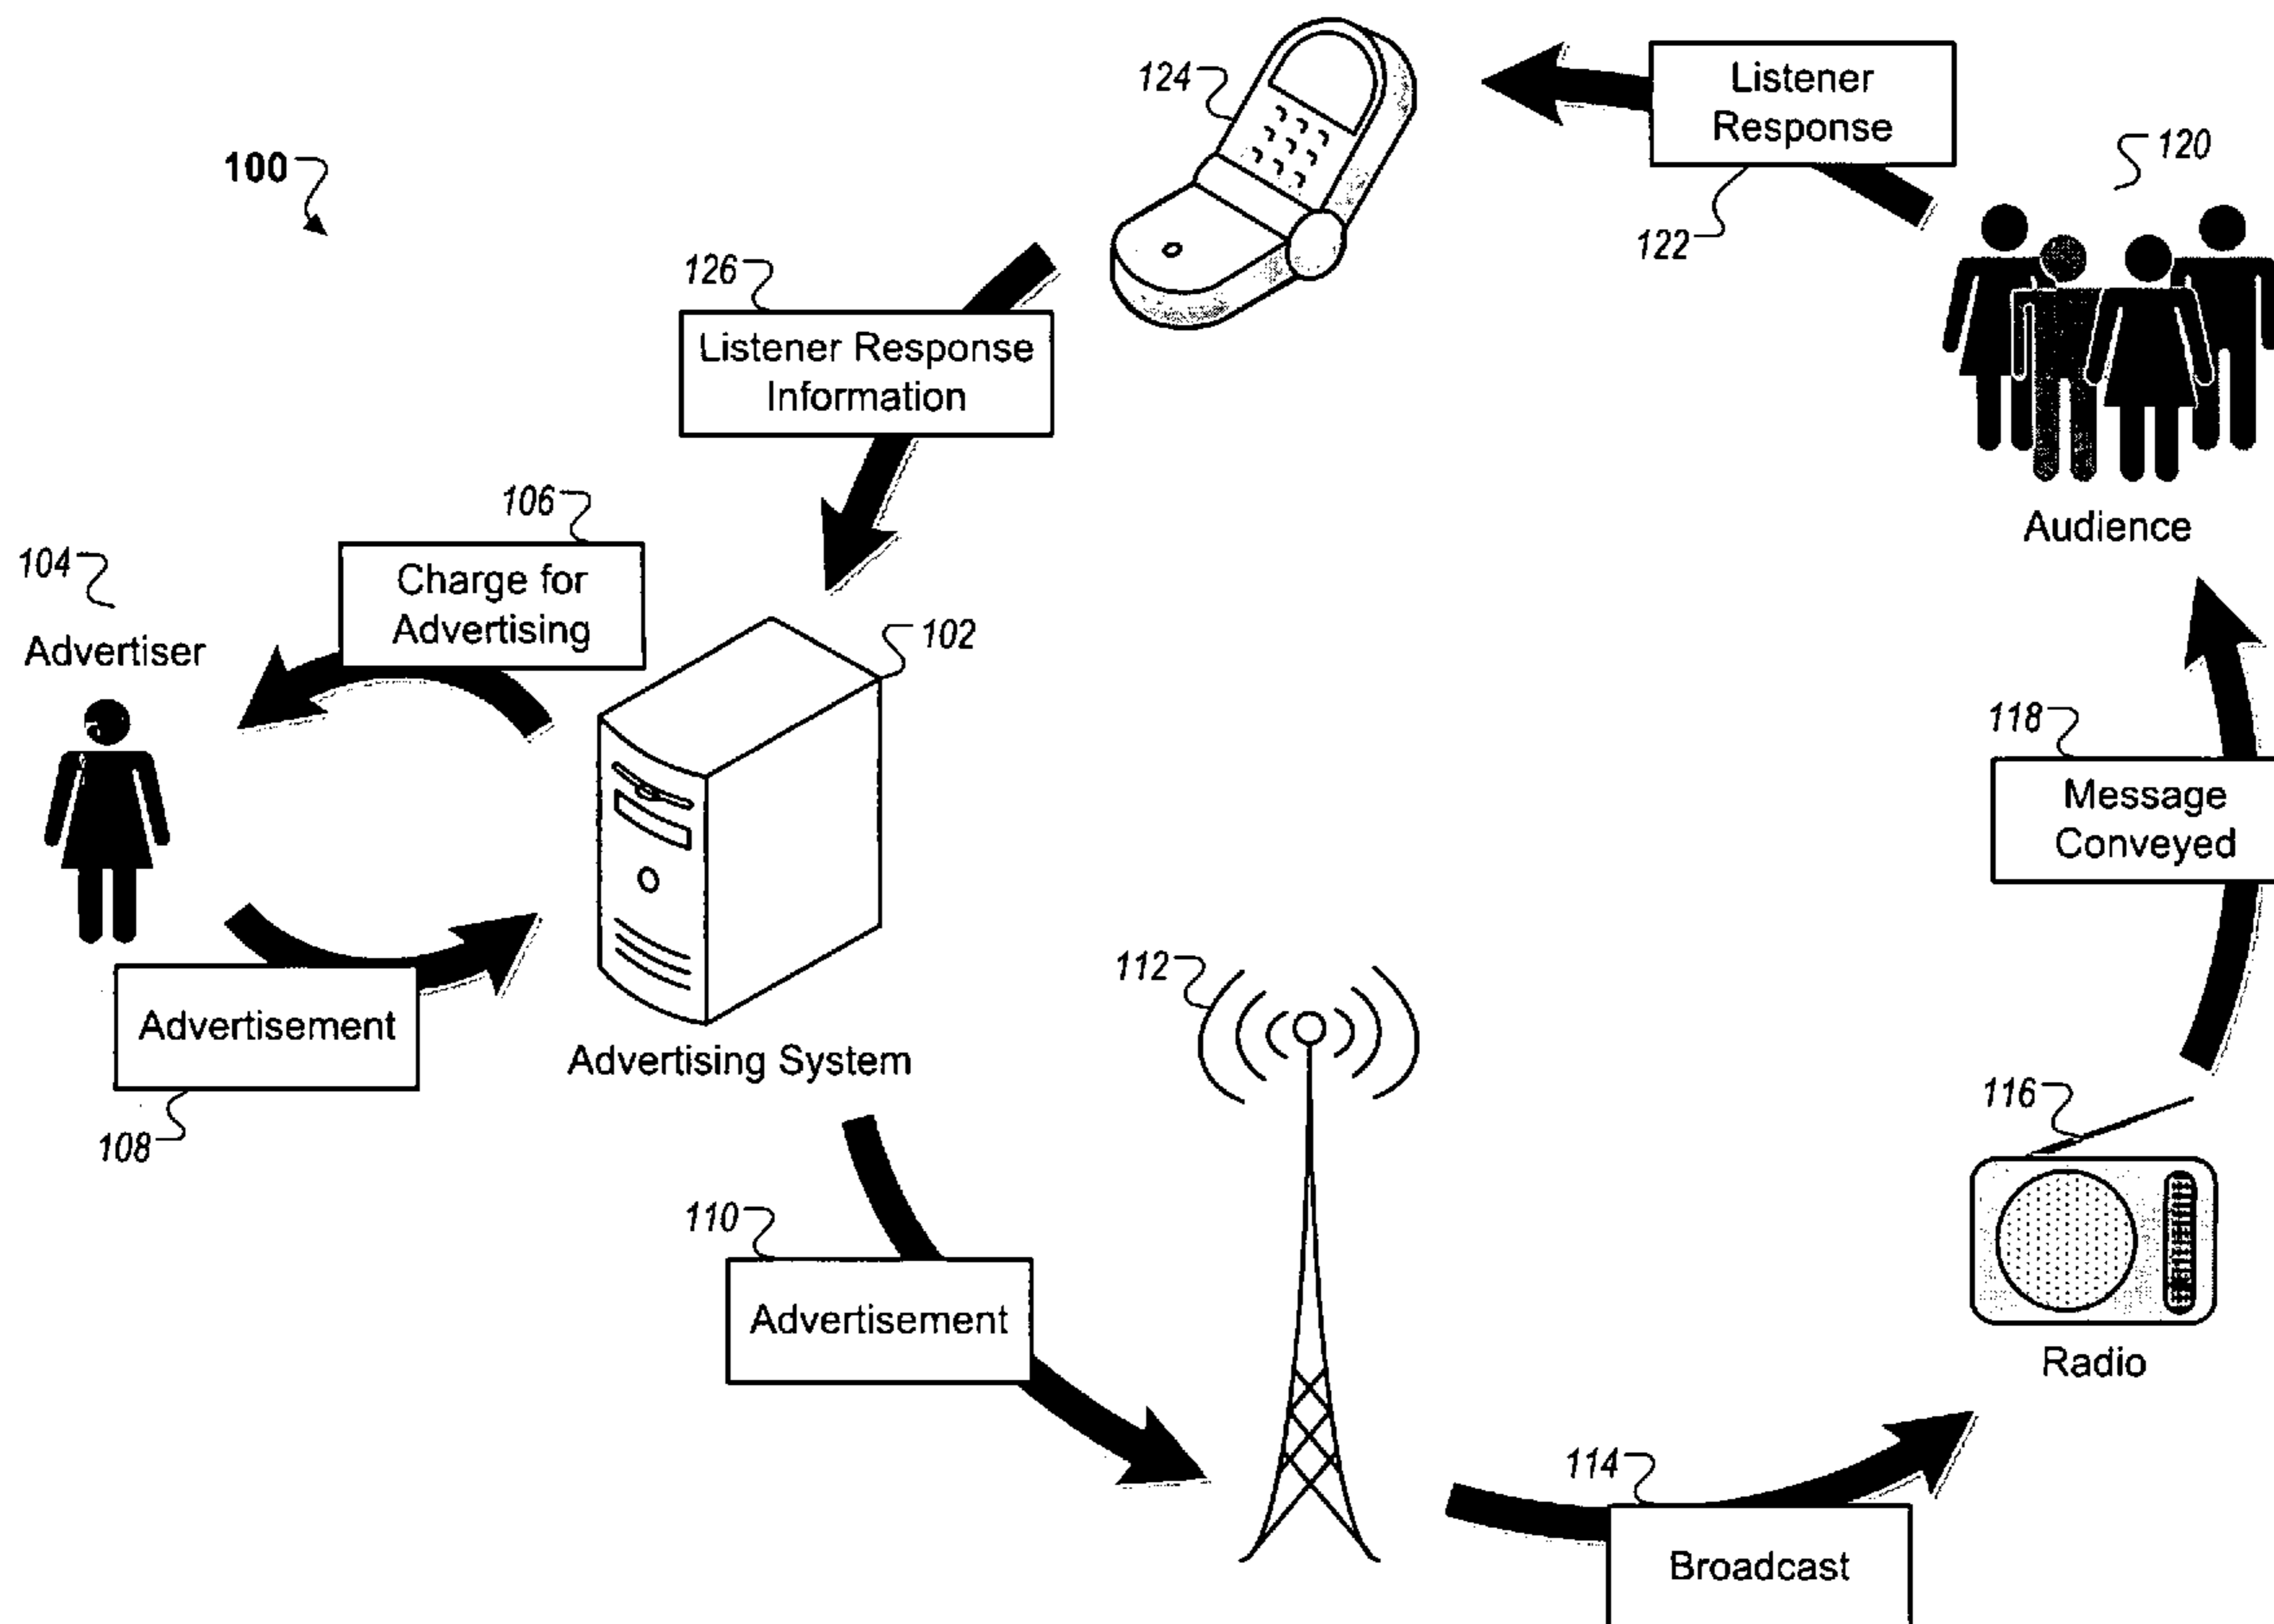 124
Listener
Response
120
100
122
126
Listener Response
Information
106
104
Charge for
Advertising
102
Advertiser
Audience
118
Message
Conveyed
112
Advertisement
Advertising System
108
116
110
Advertisement
Radio
114
Broadcast